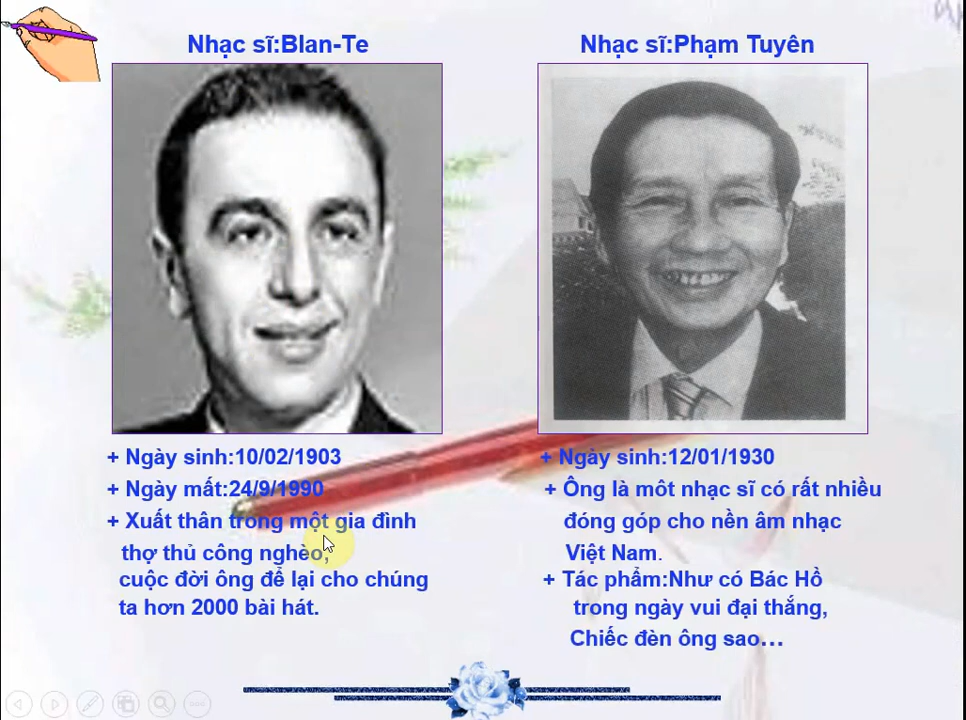 Nhạc sĩ:Blan-Te
+ Ngày sinh:10/02/1903
+ Ngày mất:24/9/1990
+ Xuất thân trong một gia đình
thợ thủ công nghèo,
cuộc đời ông để lại cho chúng
ta hơn 2000 bài hát.
Nhạc sĩ:Phạm Tuyên
+ Ngày sinh:12/01/1930
+ Ông là môt nhạc sĩ có rất nhiều
đóng góp cho nền âm nhạc
Việt Nam.
+ Tác phẩm:Như có Bác Hồ
trong ngày vui đại thắng,
Chiếc đèn ông sao...